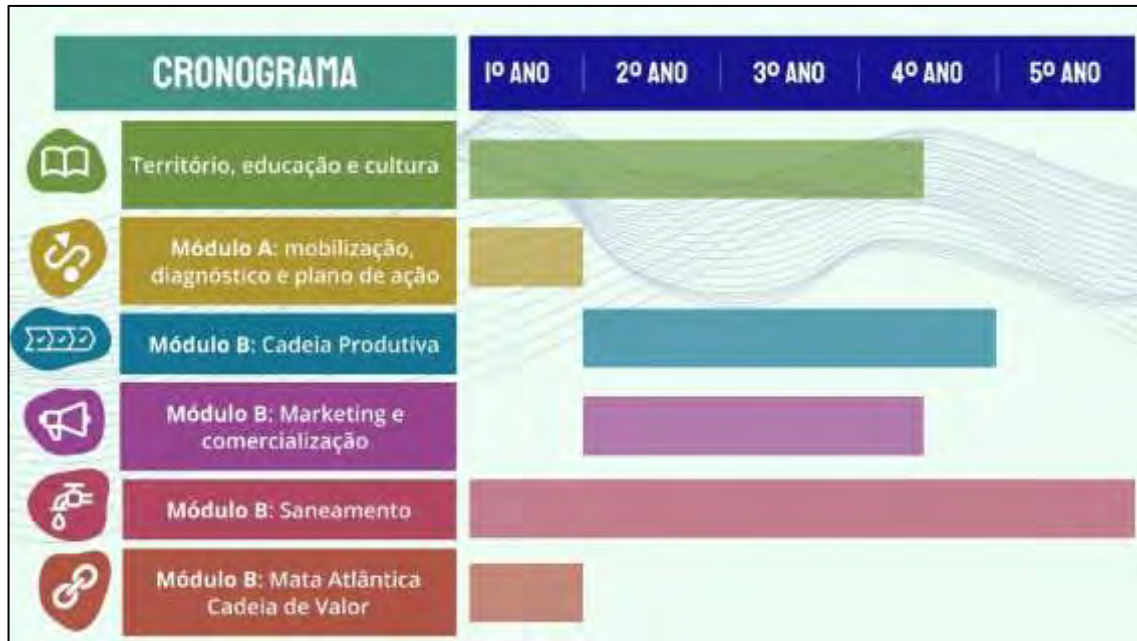 CRONOGRAMA
1º ANO
2º ANO
3º ANO
4º ANO
5º ANO
Território, educação e cultura
Módulo A: mobilização,
diagnóstico e plano de ação
Módulo B: Cadeia Produtiva
Módulo B: Marketing e
comercialização
Módulo B: Saneamento
Módulo B: Mata Atlântica
Cadeia de Valor